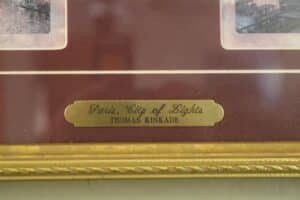 Paris, City of Lights
THOMAS KINKADE